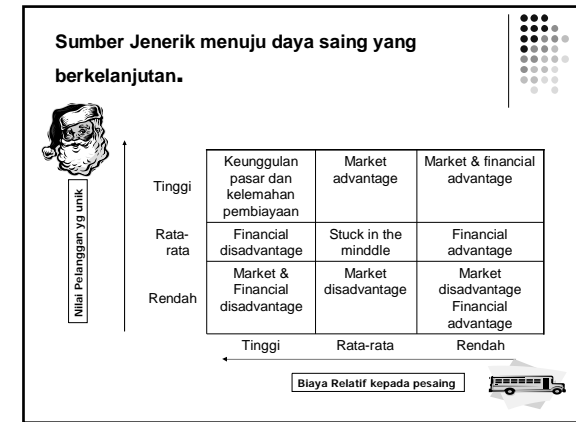 Sumber Jenerik menuju daya saing yang
berkelanjutan.
Nilai Pelanggan yg unik
Tinggi
Keunggulan
pasar dan
kelemahan
pembiayaan
Market
advantage
Market & financial
advantage
Rata-
rata
Financial
disadvantage
Stuck in the
minddle
Financial
advantage
Rendah
Market &
Financial
disadvantage
Market
disadvantage
Market
disadvantage
Financial
advantage
Tinggi
Rata-rata
Rendah
Biaya Relatif kepada pesaing